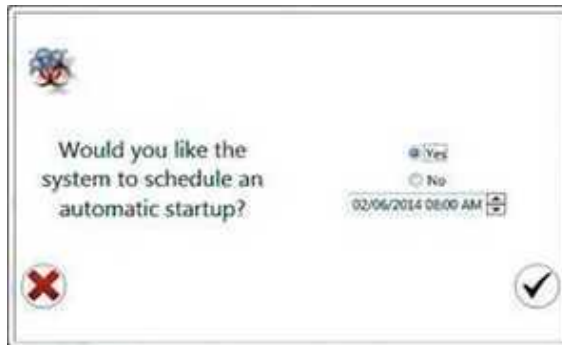 Would you like the
system to schedule an
automatic startup?
Yes
No
02/06/2014 08:00 AM